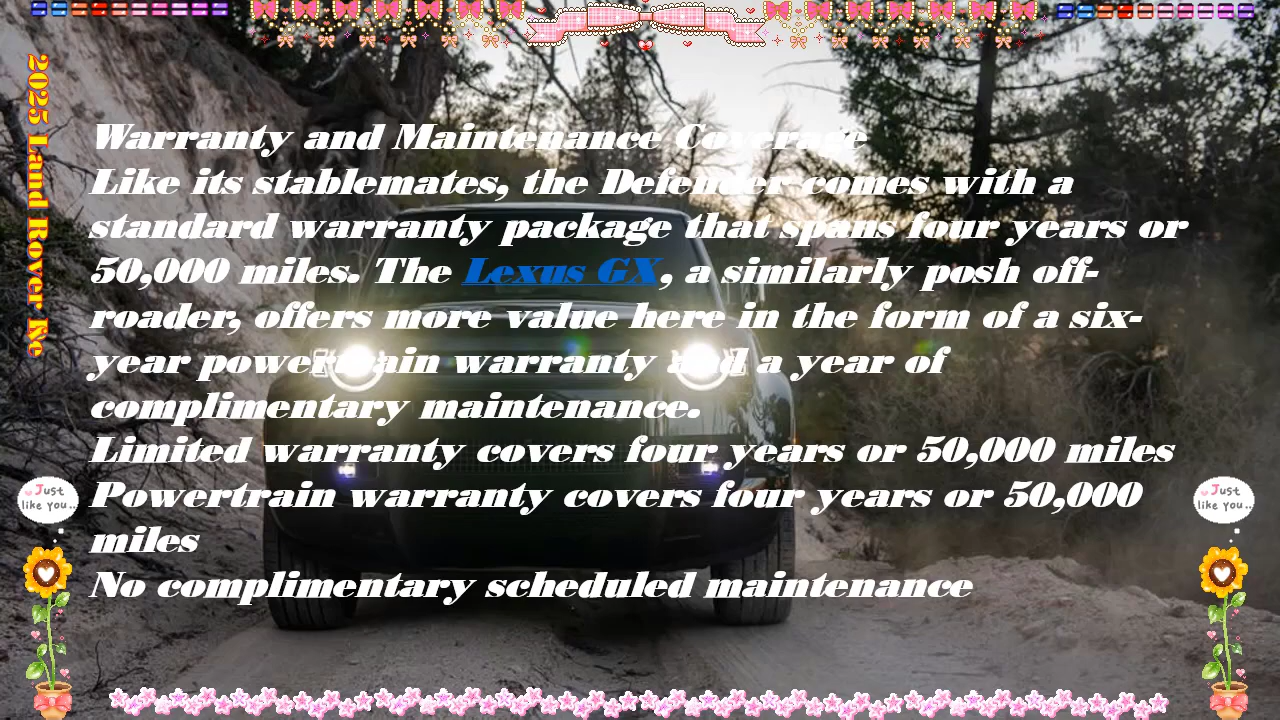 2025 Land Rover Ne
Warranty and Maintenance Coverage
Like its stablemates, the Defender comes with a
standard warranty package that spans four years or
50,000 miles. The Lexus GX, a similarly posh off-
roader, offers more value here in the form of a six-
year powertrain warranty and a year of
complimentary maintenance.
Limited warranty covers four years or 50,000 miles
Powertrain warranty covers four years or 50,000
miles
No complimentary scheduled maintenance
Just
like you..
Just
like you..